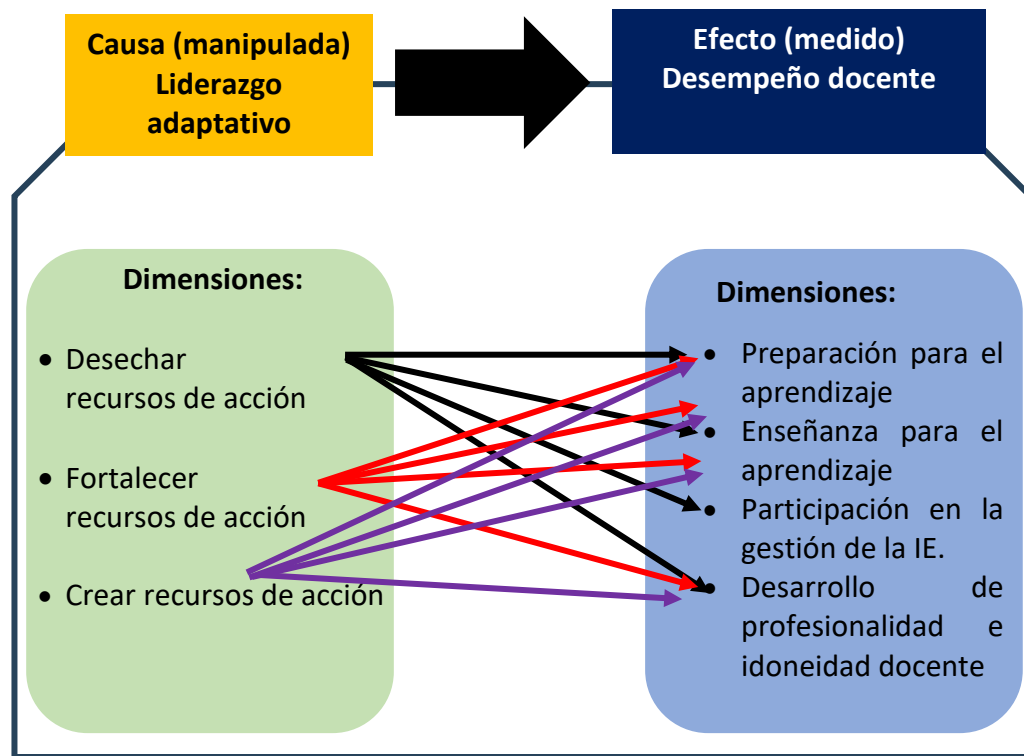 Causa (manipulada)
Liderazgo
adaptativo
Efecto (medido)
Desempeño docente
Dimensiones:
• Desechar
recursos de acción
• Fortalecer
recursos de acción
• Crear recursos de acción
Dimensiones:
• Preparación para el
aprendizaje
• Enseñanza para el
aprendizaje
• Participación en la
gestión de la IE.
• Desarrollo de
profesionalidad e
idoneidad docente